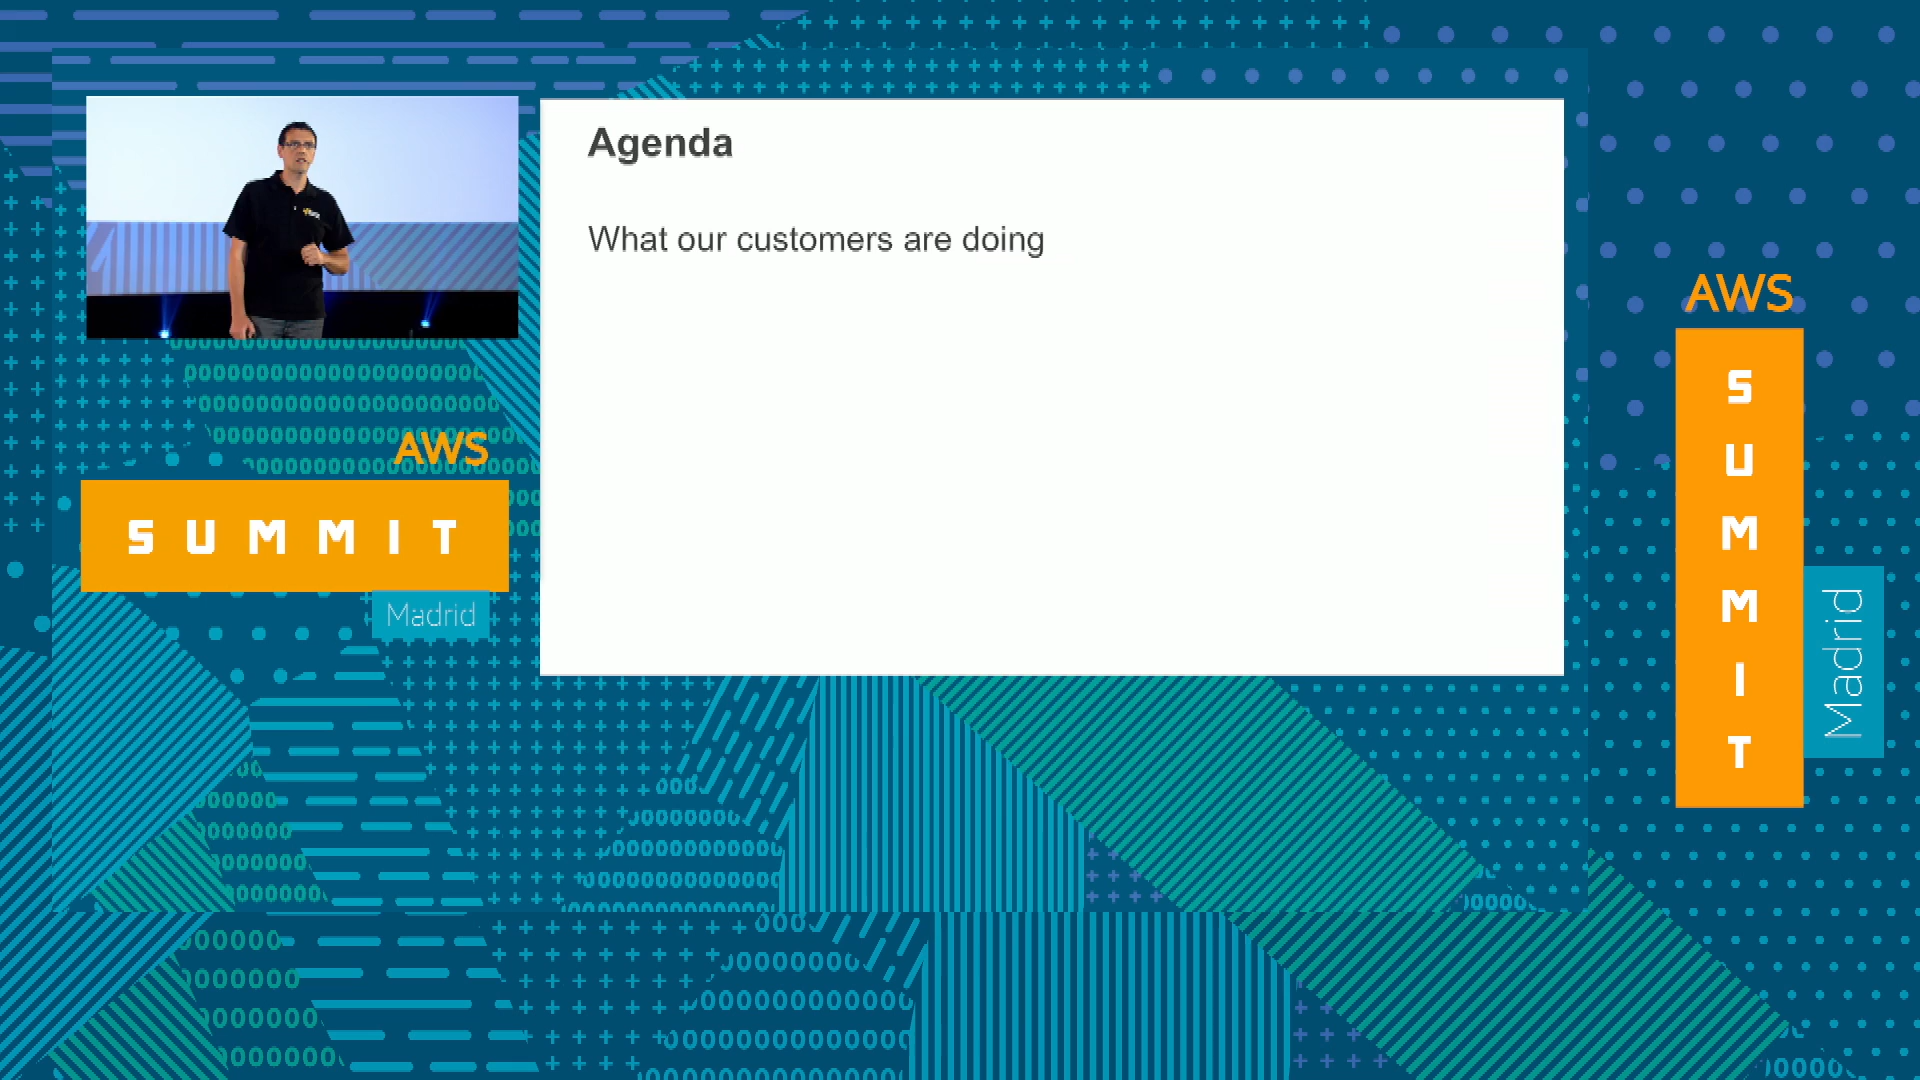 Agenda
What our customers are doing
AWS
SUMMIT
Madrid
AWS
SUMMIT
Madrid